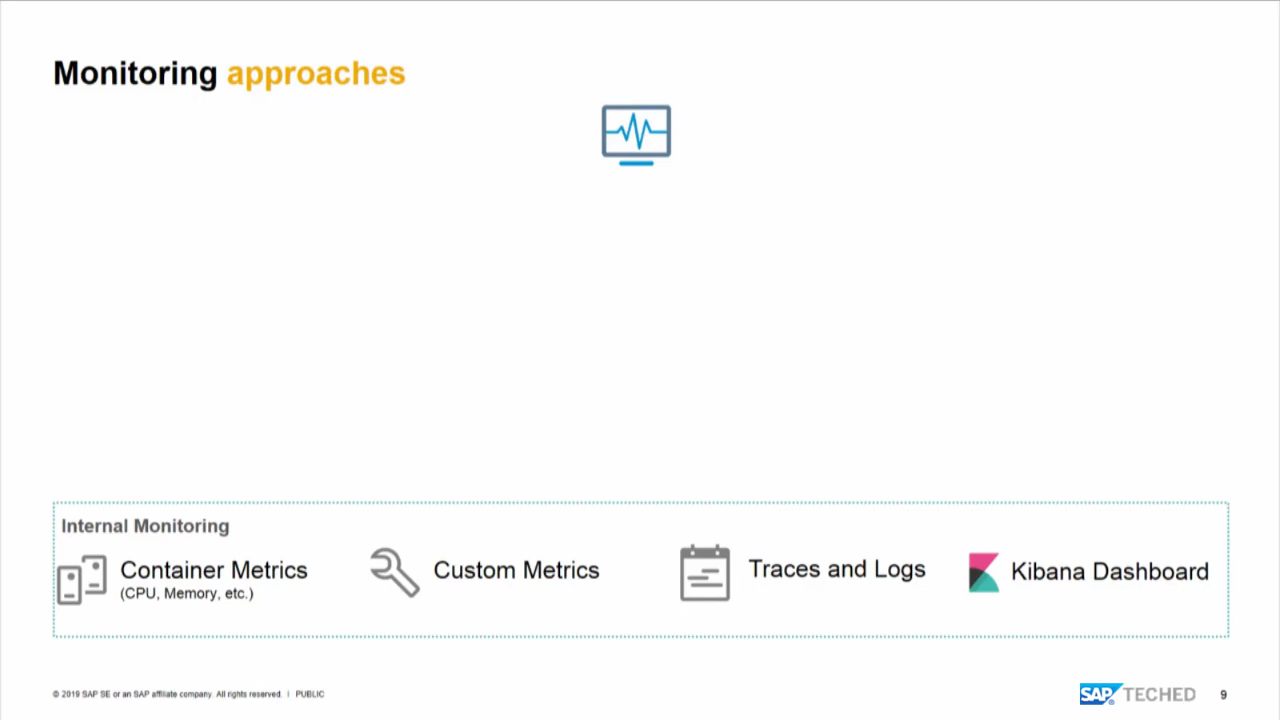 Monitoring approaches
Internal Monitoring
Container Metrics
(CPU, Memory, etc.)
Custom Metrics
Traces and Logs
Kibana Dashboard
© 2019 SAP SE or an SAP affiliate company. All rights reserved. | PUBLIC
SAP® TECHED
9